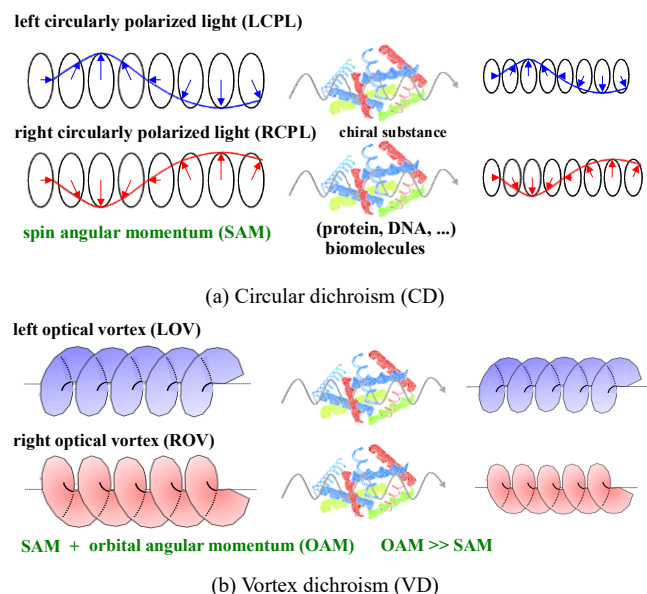 left circularly polarized light (LCPL)
right circularly polarized light (RCPL)
chiral substance
spin angular momentum (SAM)
(protein, DNA, ...)
biomolecules
(a) Circular dichroism (CD)
left optical vortex (LOV)
right optical vortex (ROV)
SAM + orbital angular momentum (OAM) OAM >> SAM
(b) Vortex dichroism (VD)